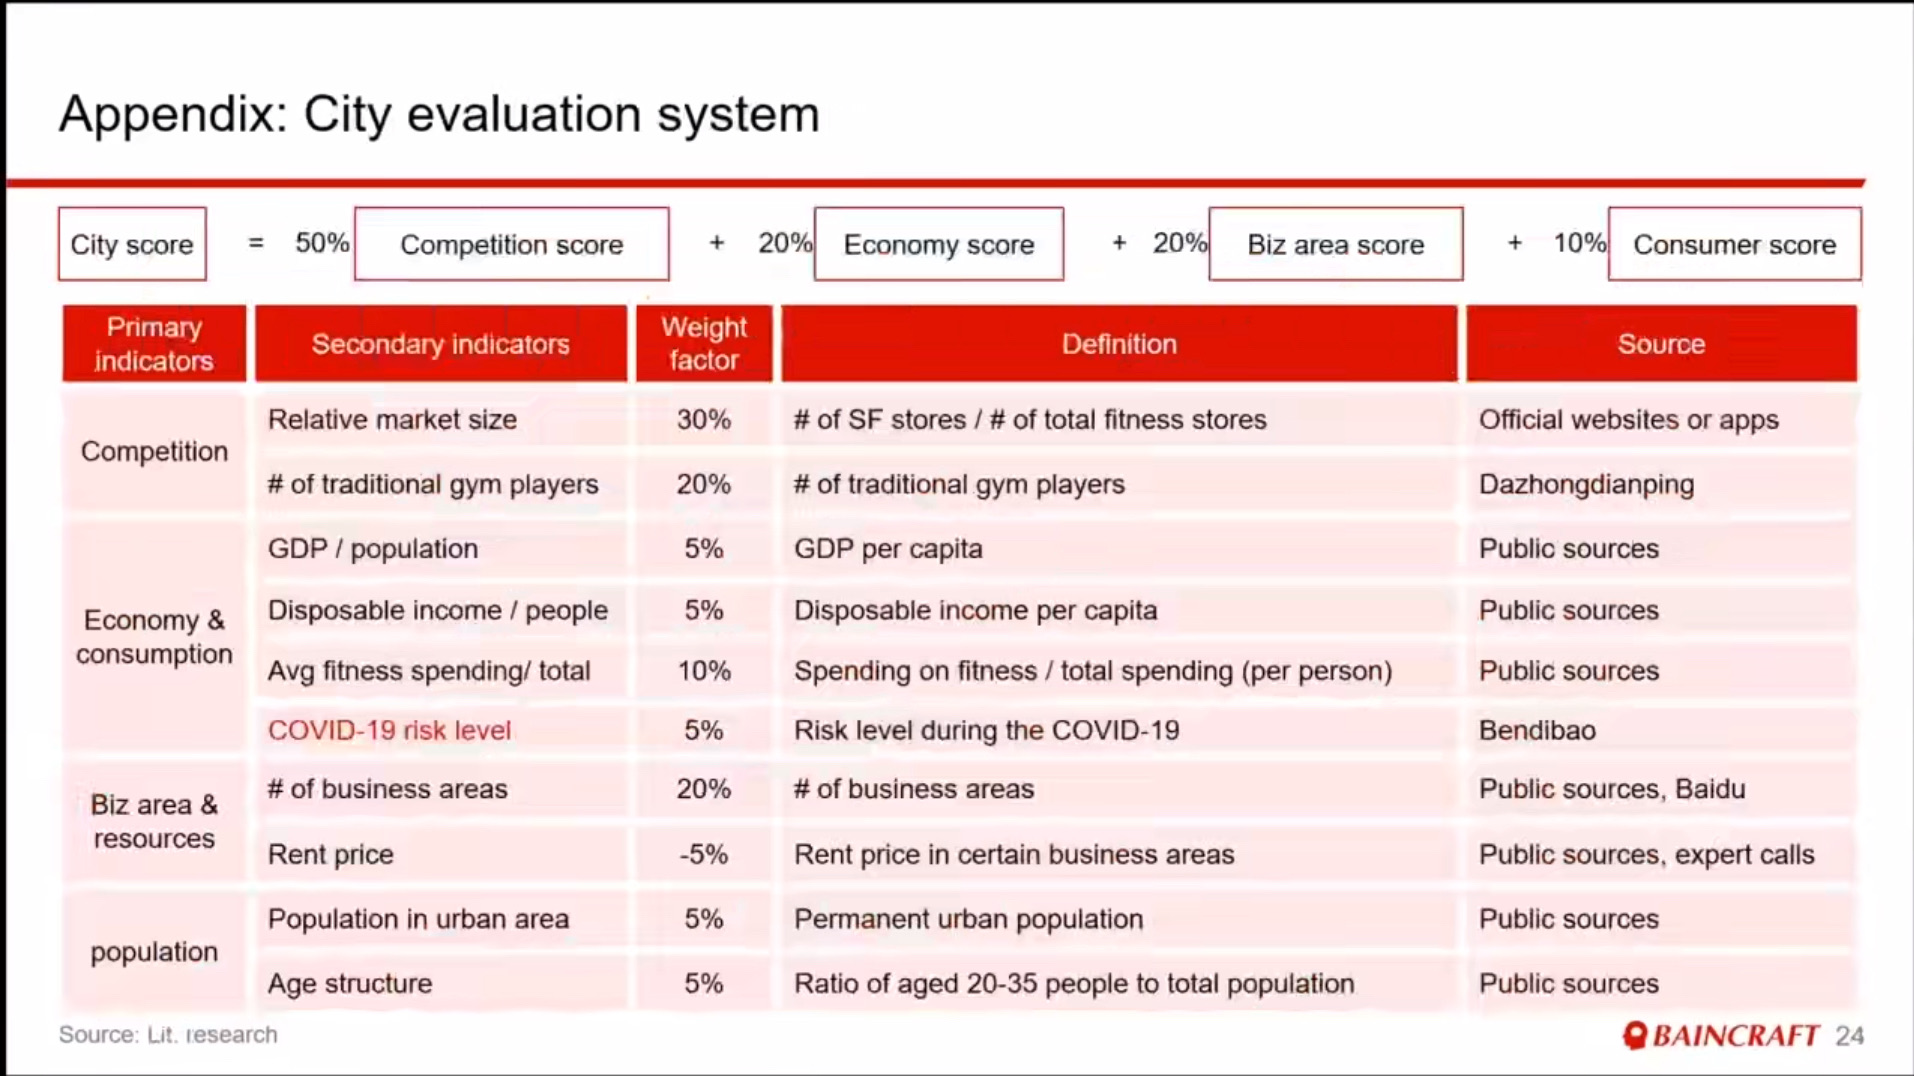 Appendix: City evaluation system
City score = 50% Competition score + 20% Economy score + 20% Biz area score + 10% Consumer score
Primary indicators Secondary indicators Weight factor Definition Source
Competition
Relative market size 30% # of SF stores / # of total fitness stores Official websites or apps
# of traditional gym players 20% # of traditional gym players Dazhongdianping
Economy & consumption
GDP / population 5% GDP per capita Public sources
Disposable income / people 5% Disposable income per capita Public sources
Avg fitness spending/ total 10% Spending on fitness / total spending (per person) Public sources
COVID-19 risk level 5% Risk level during the COVID-19 Bendibao
Biz area & resources
# of business areas 20% # of business areas Public sources, Baidu
Rent price -5% Rent price in certain business areas Public sources, expert calls
population
Population in urban area 5% Permanent urban population Public sources
Age structure 5% Ratio of aged 20-35 people to total population Public sources
Source: Lit. research
BAINCRAFT 24